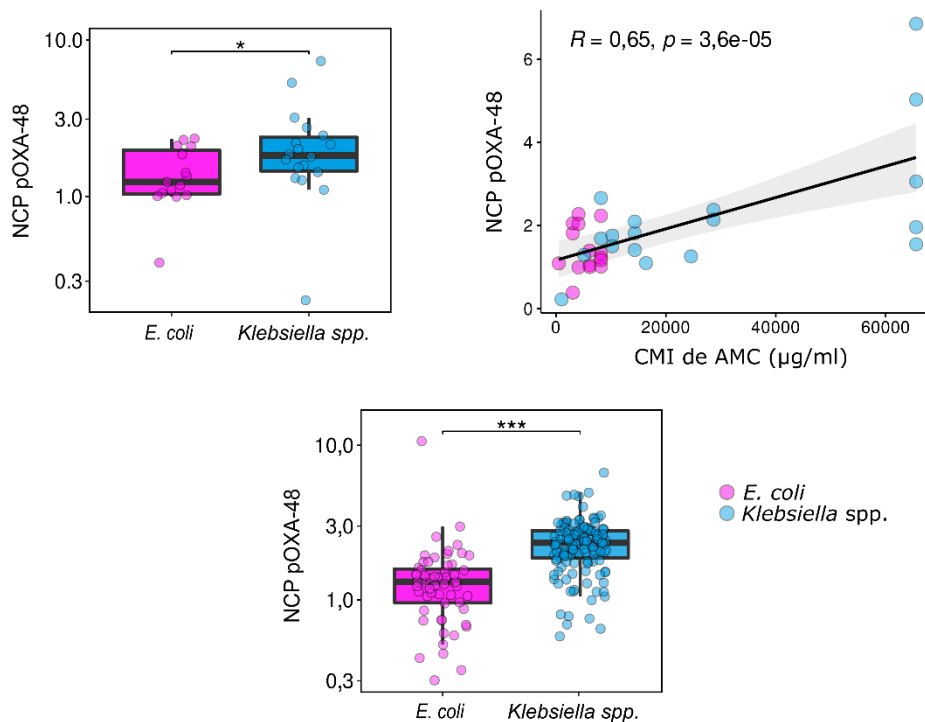 10.0
3.0
1.0
0.3
NCP pOXA-48
*
E. coli
Klebsiella spp.
R = 0,65, p = 3,6e-05
6
4
2
0
NCP pOXA-48
0
20000
40000
60000
CMI de AMC (µg/ml)
10,0
3.0
1.0
0,3
NCP pOXA-48
***
E. coli
Klebsiella spp.
E. coli
Klebsiella spp.